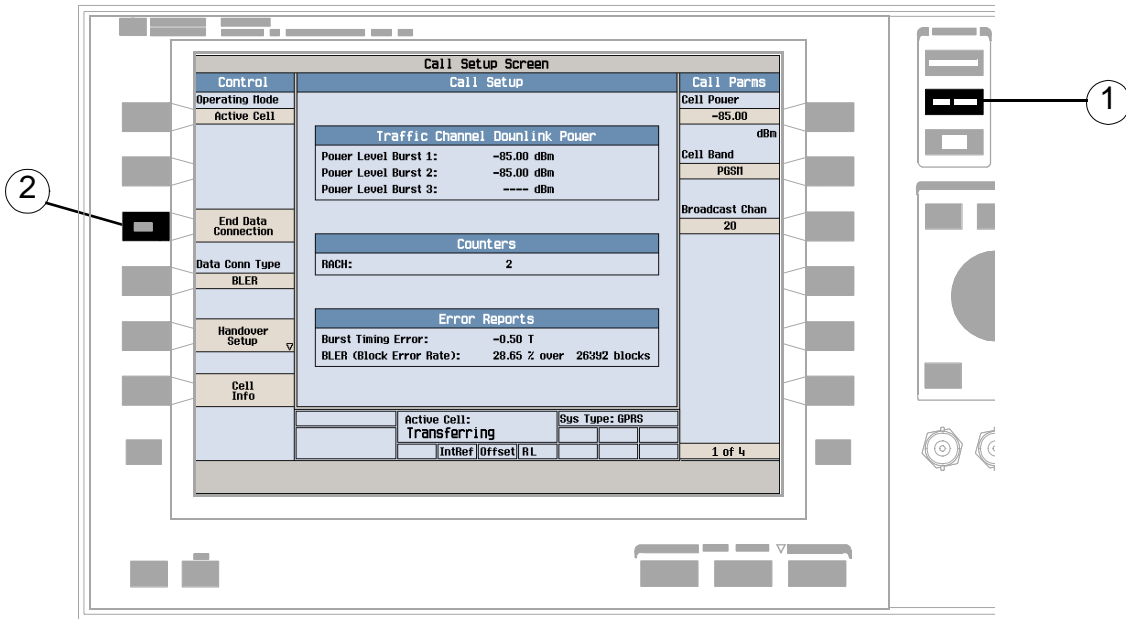 Call Setup Screen
Control
Call Setup
Call Parms
Operating Mode
Active Cell
End Data
Connection
Data Conn Type
BLER
Handover
Setup
Cell
Info
Traffic Channel Downlink Power
Power Level Burst 1: -85.00 dBm
Power Level Burst 2: -85.00 dBm
Power Level Burst 3: ---- dBm
Counters
RACH: 2
Error Reports
Burst Timing Error: -0.50 T
BLER (Block Error Rate): 28.65 % over 26392 blocks
Active Cell:
Transferring
Sys Type: GPRS
IntRef Offset RL
Cell Power
-85.00
dBm
Cell Band
PGSM
Broadcast Chan
20
1 of 4
1
2